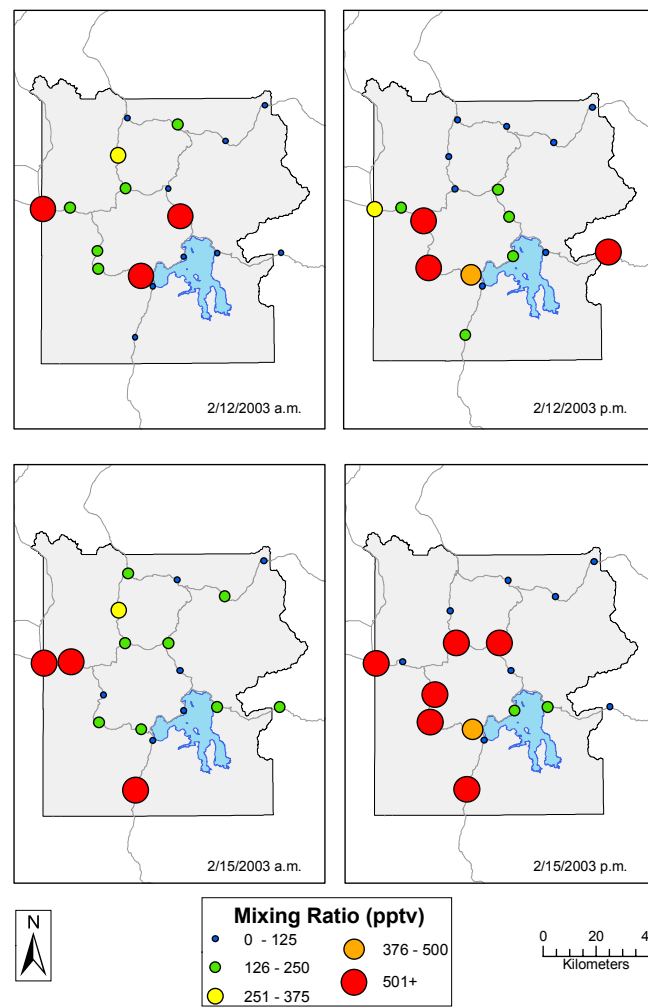 2/12/2003 a.m.
2/12/2003 p.m.
2/15/2003 a.m.
2/15/2003 p.m.
N
Mixing Ratio (pptv)
0 - 125
126 - 250
251 - 375
376 - 500
501+
0 20 4
Kilometers